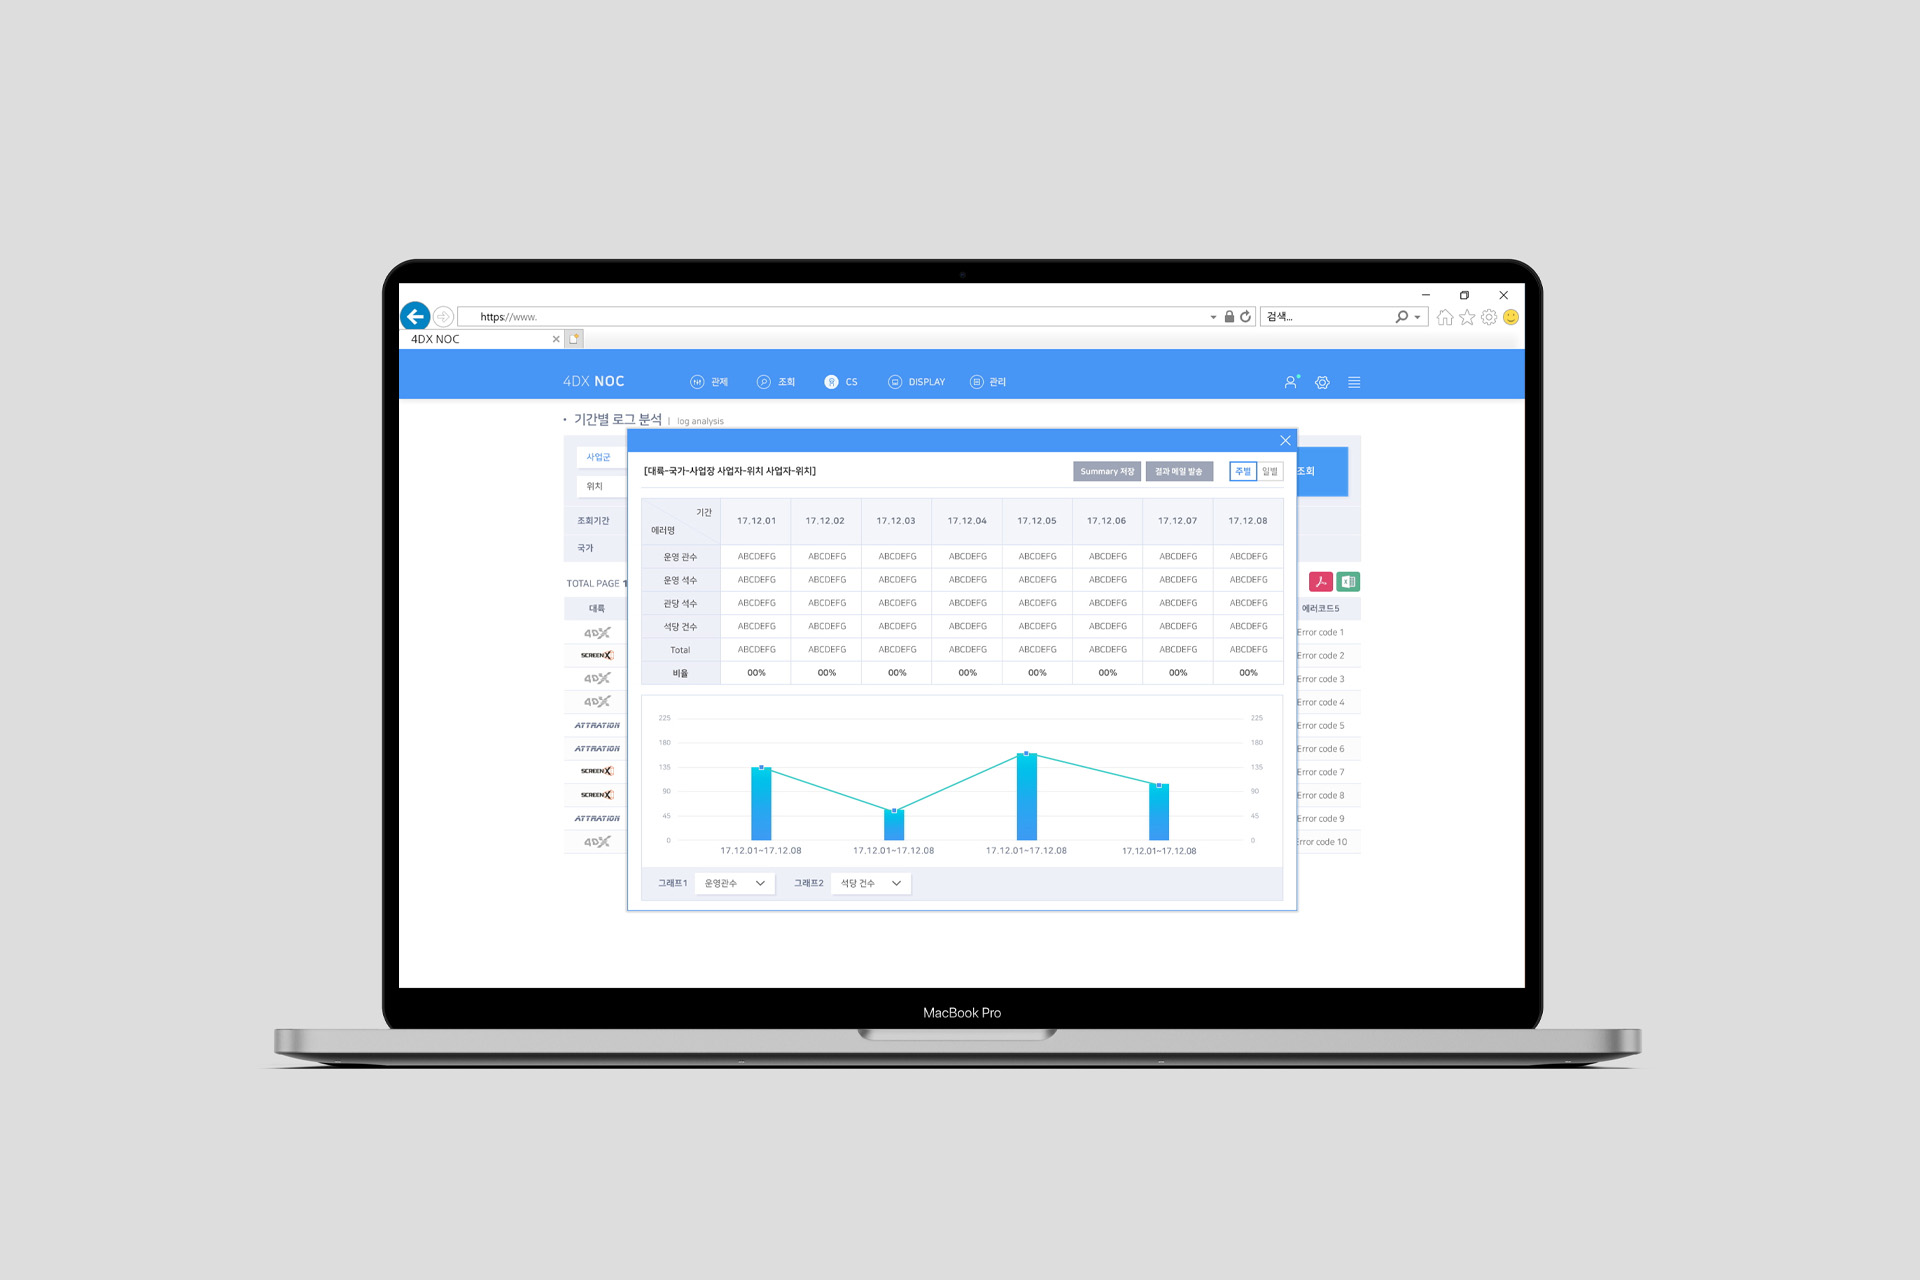 https://www.
검색...
4DX NOC
4DX NOC 관제 조회 CS DISPLAY 관리
· 기간별 로그 분석 | log analysis
사업군
위치
조회기간
국가
조회
TOTAL PAGE 1
대륙 에러코드5
4DX Error code 1
SCREENX Error code 2
4DX Error code 3
4DX Error code 4
ATTRATION Error code 5
ATTRATION Error code 6
SCREENX Error code 7
SCREENX Error code 8
ATTRATION Error code 9
4DX Error code 10
[대륙-국가-사업장 사업자-위치 사업자-위치] Summary 저장 결과 메일 발송 주별 일별
기간
에러명
17.12.01 17.12.02 17.12.03 17.12.04 17.12.05 17.12.06 17.12.07 17.12.08
운영 관수 ABCDEFG ABCDEFG ABCDEFG ABCDEFG ABCDEFG ABCDEFG ABCDEFG ABCDEFG
운영 석수 ABCDEFG ABCDEFG ABCDEFG ABCDEFG ABCDEFG ABCDEFG ABCDEFG ABCDEFG
관당 석수 ABCDEFG ABCDEFG ABCDEFG ABCDEFG ABCDEFG ABCDEFG ABCDEFG ABCDEFG
석당 건수 ABCDEFG ABCDEFG ABCDEFG ABCDEFG ABCDEFG ABCDEFG ABCDEFG ABCDEFG
Total ABCDEFG ABCDEFG ABCDEFG ABCDEFG ABCDEFG ABCDEFG ABCDEFG ABCDEFG
비율 00% 00% 00% 00% 00% 00% 00% 00%
225 225
180 180
135 135
90 90
45 45
0 0
17.12.01~17.12.08 17.12.01~17.12.08 17.12.01~17.12.08 17.12.01~17.12.08
그래프1 운영관수 그래프2 석당 건수
MacBook Pro